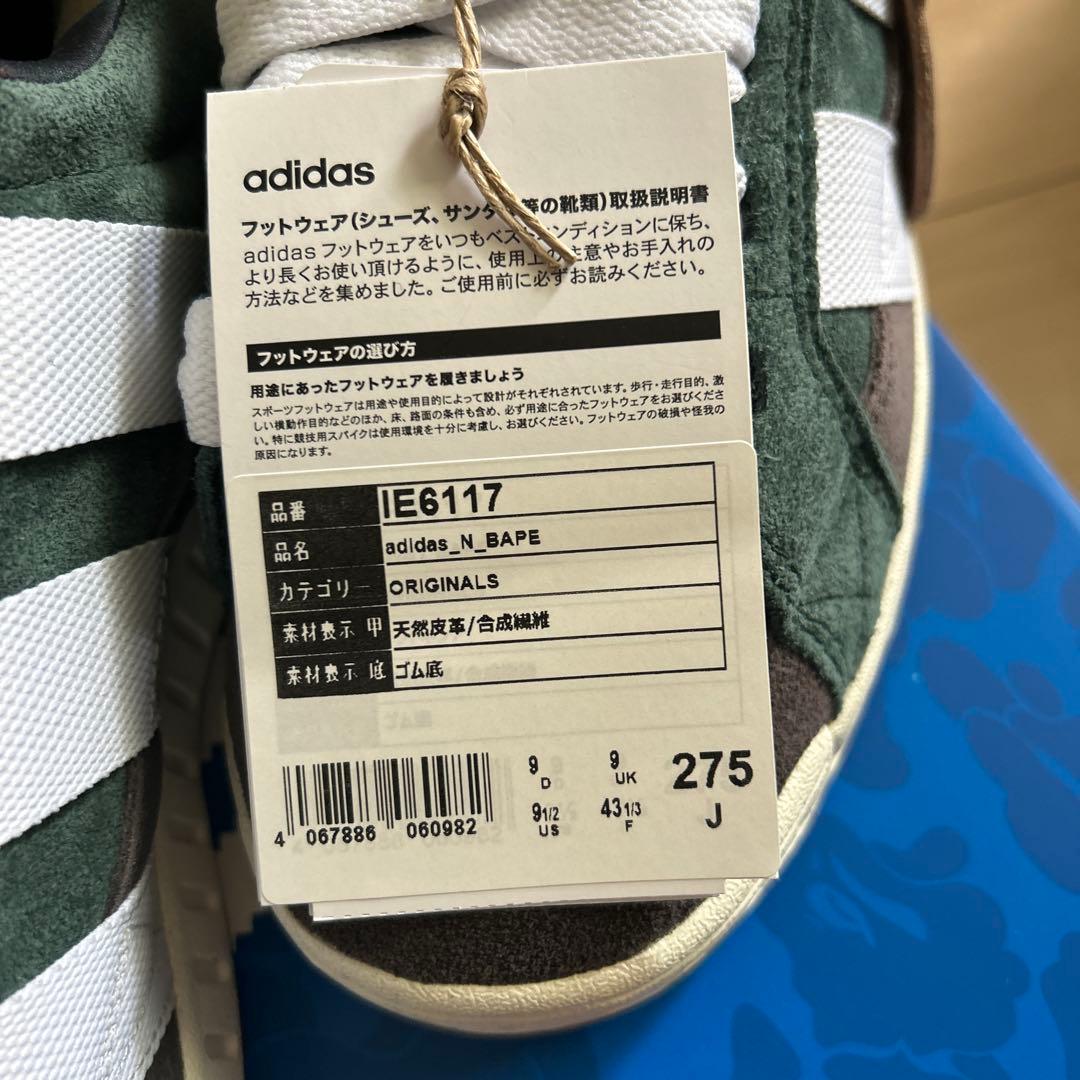 adidas
フットウェア(シューズ、サンダ 等の靴類)取扱説明書
adidas フットウェアをいつもベス コンディションに保ち、
より長くお使い頂けるように、使用上の注意やお手入れの
方法などを集めました。ご使用前に必ずお読みください。
フットウェアの選び方
用途にあったフットウェアを履きましょう
スポーツフットウェアは用途や使用目的によって設計がそれぞれされています。歩行・走行目的、激
しい横動作目的などのほか、床、路面の条件も含め、必ず用途に合ったフットウェアをお選びくださ
い。特に競技用スパイクは使用環境を十分に考慮し、お選びください。フットウェアの破損や怪我の
原因になります。
品番 IE6117
品名 adidas_N_BAPE
カテゴリー ORIGINALS
素材表示 甲 天然皮革/合成繊維
素材表示 底 ゴム底
9 D 9 UK 275
9 1/2 US 43 1/3 F J
4 067886 060982